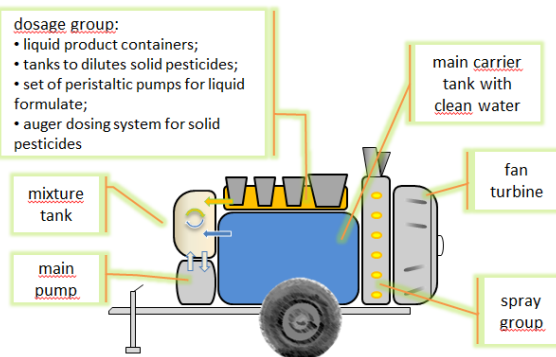 dosage group:
• liquid product containers;
• tanks to dilutes solid pesticides;
• set of peristaltic pumps for liquid
formulate;
• auger dosing system for solid
pesticides
main carrier
tank with
clean water
fan
turbine
mixture
tank
main
pump
spray
group